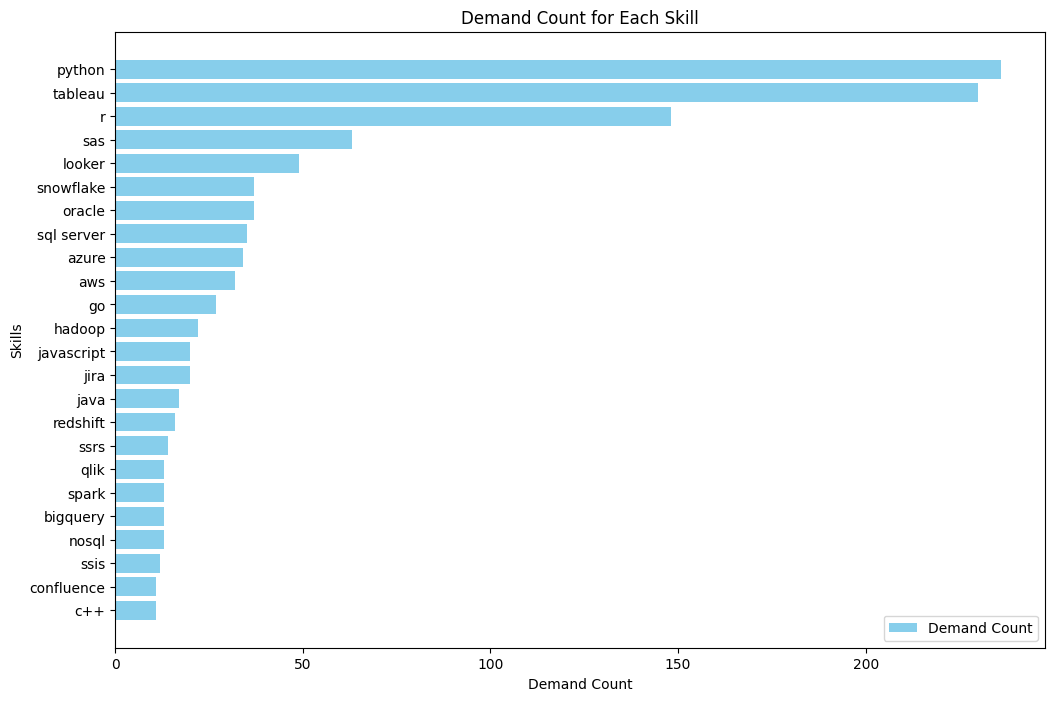 Demand Count for Each Skill
python
tableau
r
sas
looker
snowflake
oracle
sql server
azure
aws
go
hadoop
javascript
jira
java
redshift
ssrs
qlik
spark
bigquery
nosql
ssis
confluence
c++
Skills
0 50 100 150 200
Demand Count
Demand Count